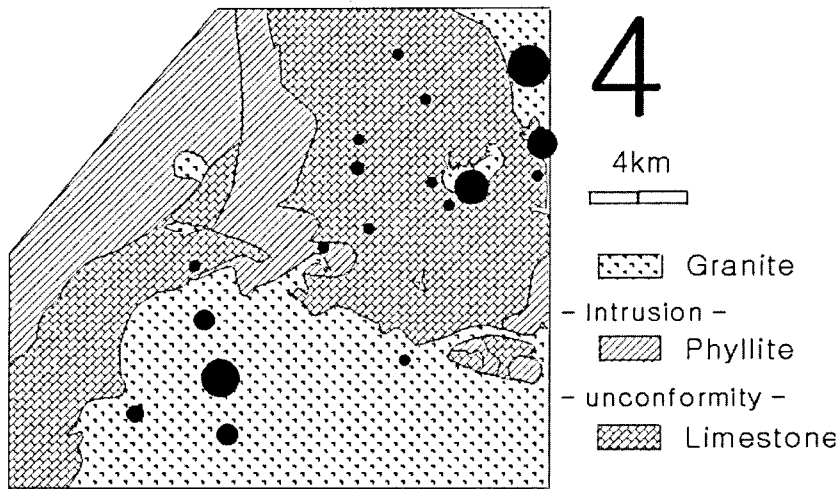 4
4km
Granite
- Intrusion -
Phyllite
- unconformity -
Limestone